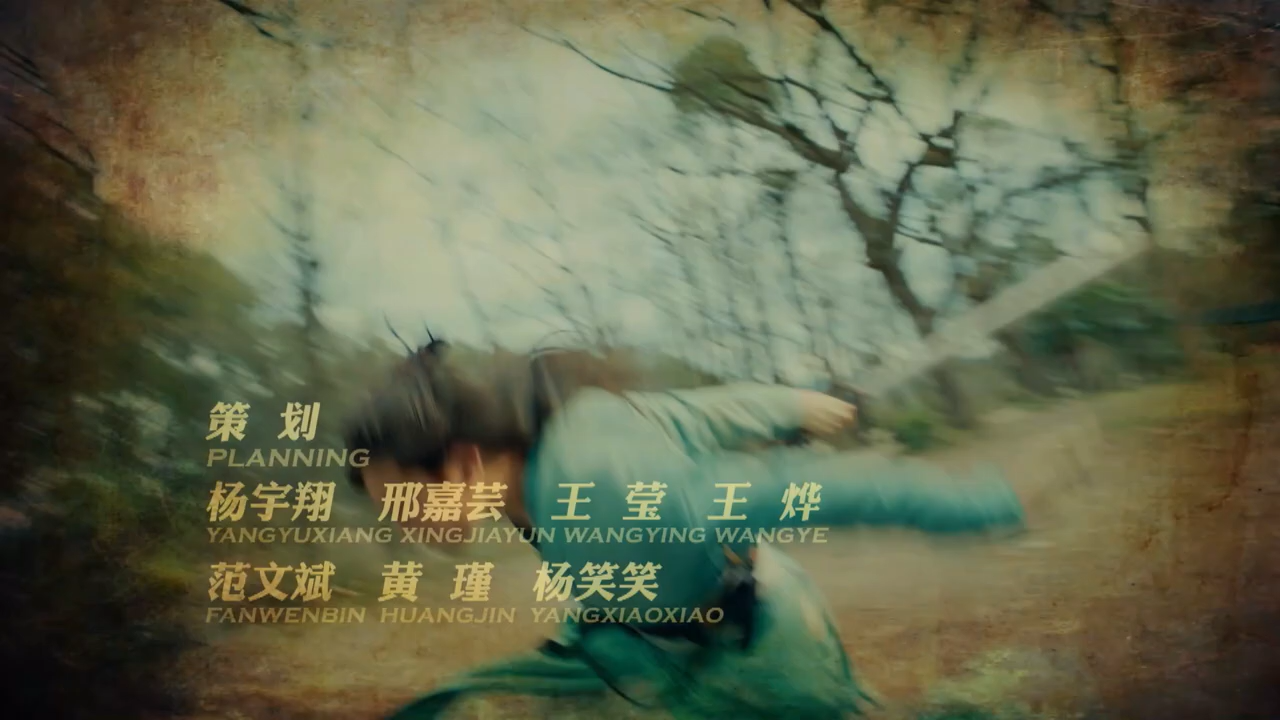 策 划
PLANNING
杨宇翔 邢嘉芸 王 莹 王 烨
YANGYUXIANG XINGJIAYUN WANGYING WANGYE
范文斌 黄 瑾 杨笑笑
FANWENBIN HUANGJIN YANGXIAOXIAO